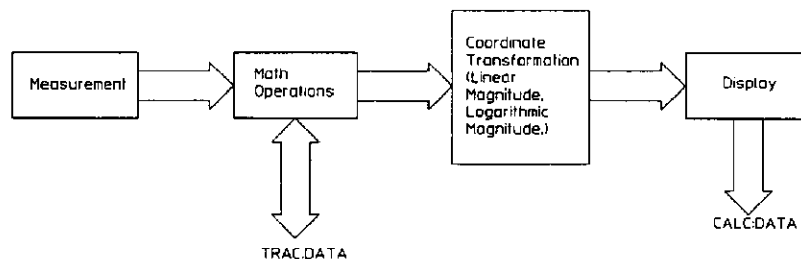 Measurement
Math
Operations
Coordinate
Transformation
(Linear
Magnitude,
Logarithmic
Magnitude,)
Display
TRAC:DATA
CALC:DATA